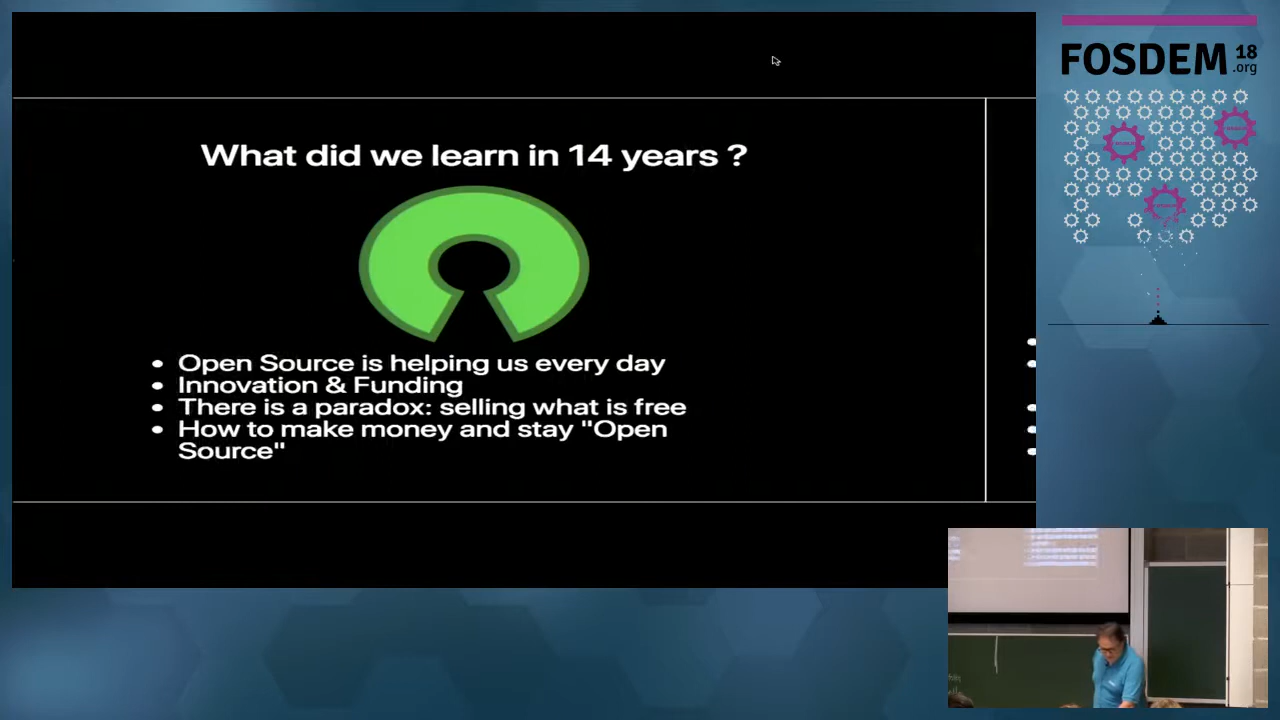 What did we learn in 14 years ?
• Open Source is helping us every day
• Innovation & Funding
• There is a paradox: selling what is free
• How to make money and stay "Open
Source"
FOSDEM 18
.org